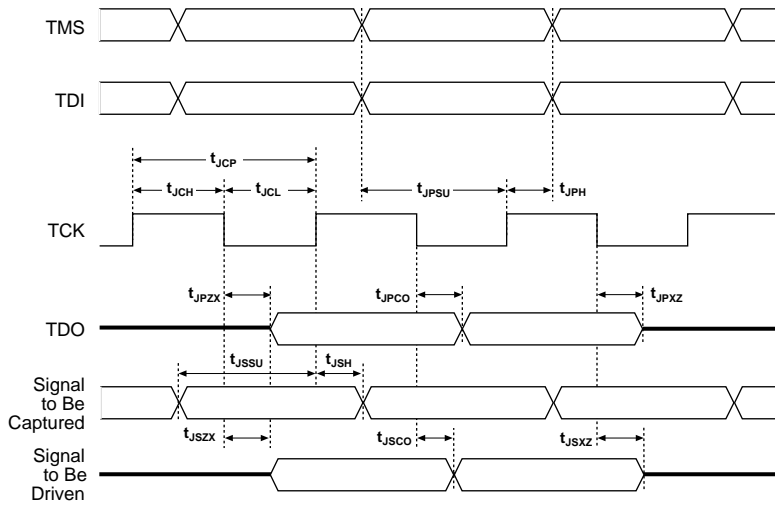 TMS
TDI
tJCP
tJCH
tJCL
tJPSU
tJPH
TCK
tJPZX
tJPCO
tJPXZ
TDO
tJSSU
tJSH
Signal
to Be
Captured
tJSZX
tJSCO
tJSXZ
Signal
to Be
Driven